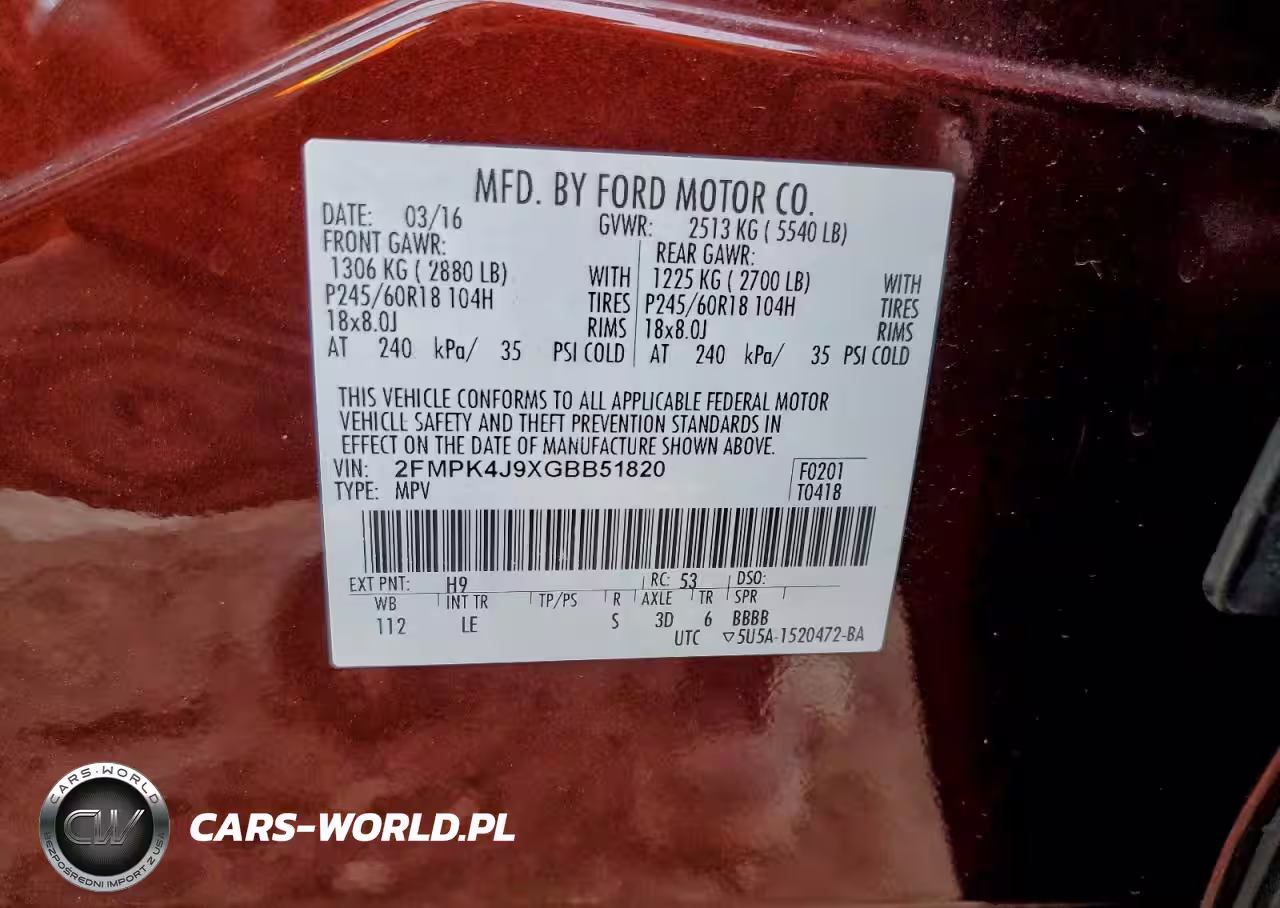 MFD. BY FORD MOTOR CO.
DATE: 03/16 GVWR: 2513 KG ( 5540 LB)
FRONT GAWR: REAR GAWR:
1306 KG ( 2880 LB) WITH 1225 KG ( 2700 LB) WITH
P245/60R18 104H TIRES P245/60R18 104H TIRES
18x8.0J RIMS 18x8.0J RIMS
AT 240 kPa/ 35 PSI COLD AT 240 kPa/ 35 PSI COLD
THIS VEHICLE CONFORMS TO ALL APPLICABLE FEDERAL MOTOR
VEHICLE SAFETY AND THEFT PREVENTION STANDARDS IN
EFFECT ON THE DATE OF MANUFACTURE SHOWN ABOVE.
VIN: 2FMPK4J9XGBB51820 F0201
TYPE: MPV T0418
EXT PNT: H9 RC: 53 DSO:
WB INT TR TP/PS R AXLE TR SPR
112 LE S 3D 6 BBBB
UTC ▽5U5A-1520472-BA
CARS-WORLD
CW
BEZPOŚREDNI IMPORT Z USA
CARS-WORLD.PL